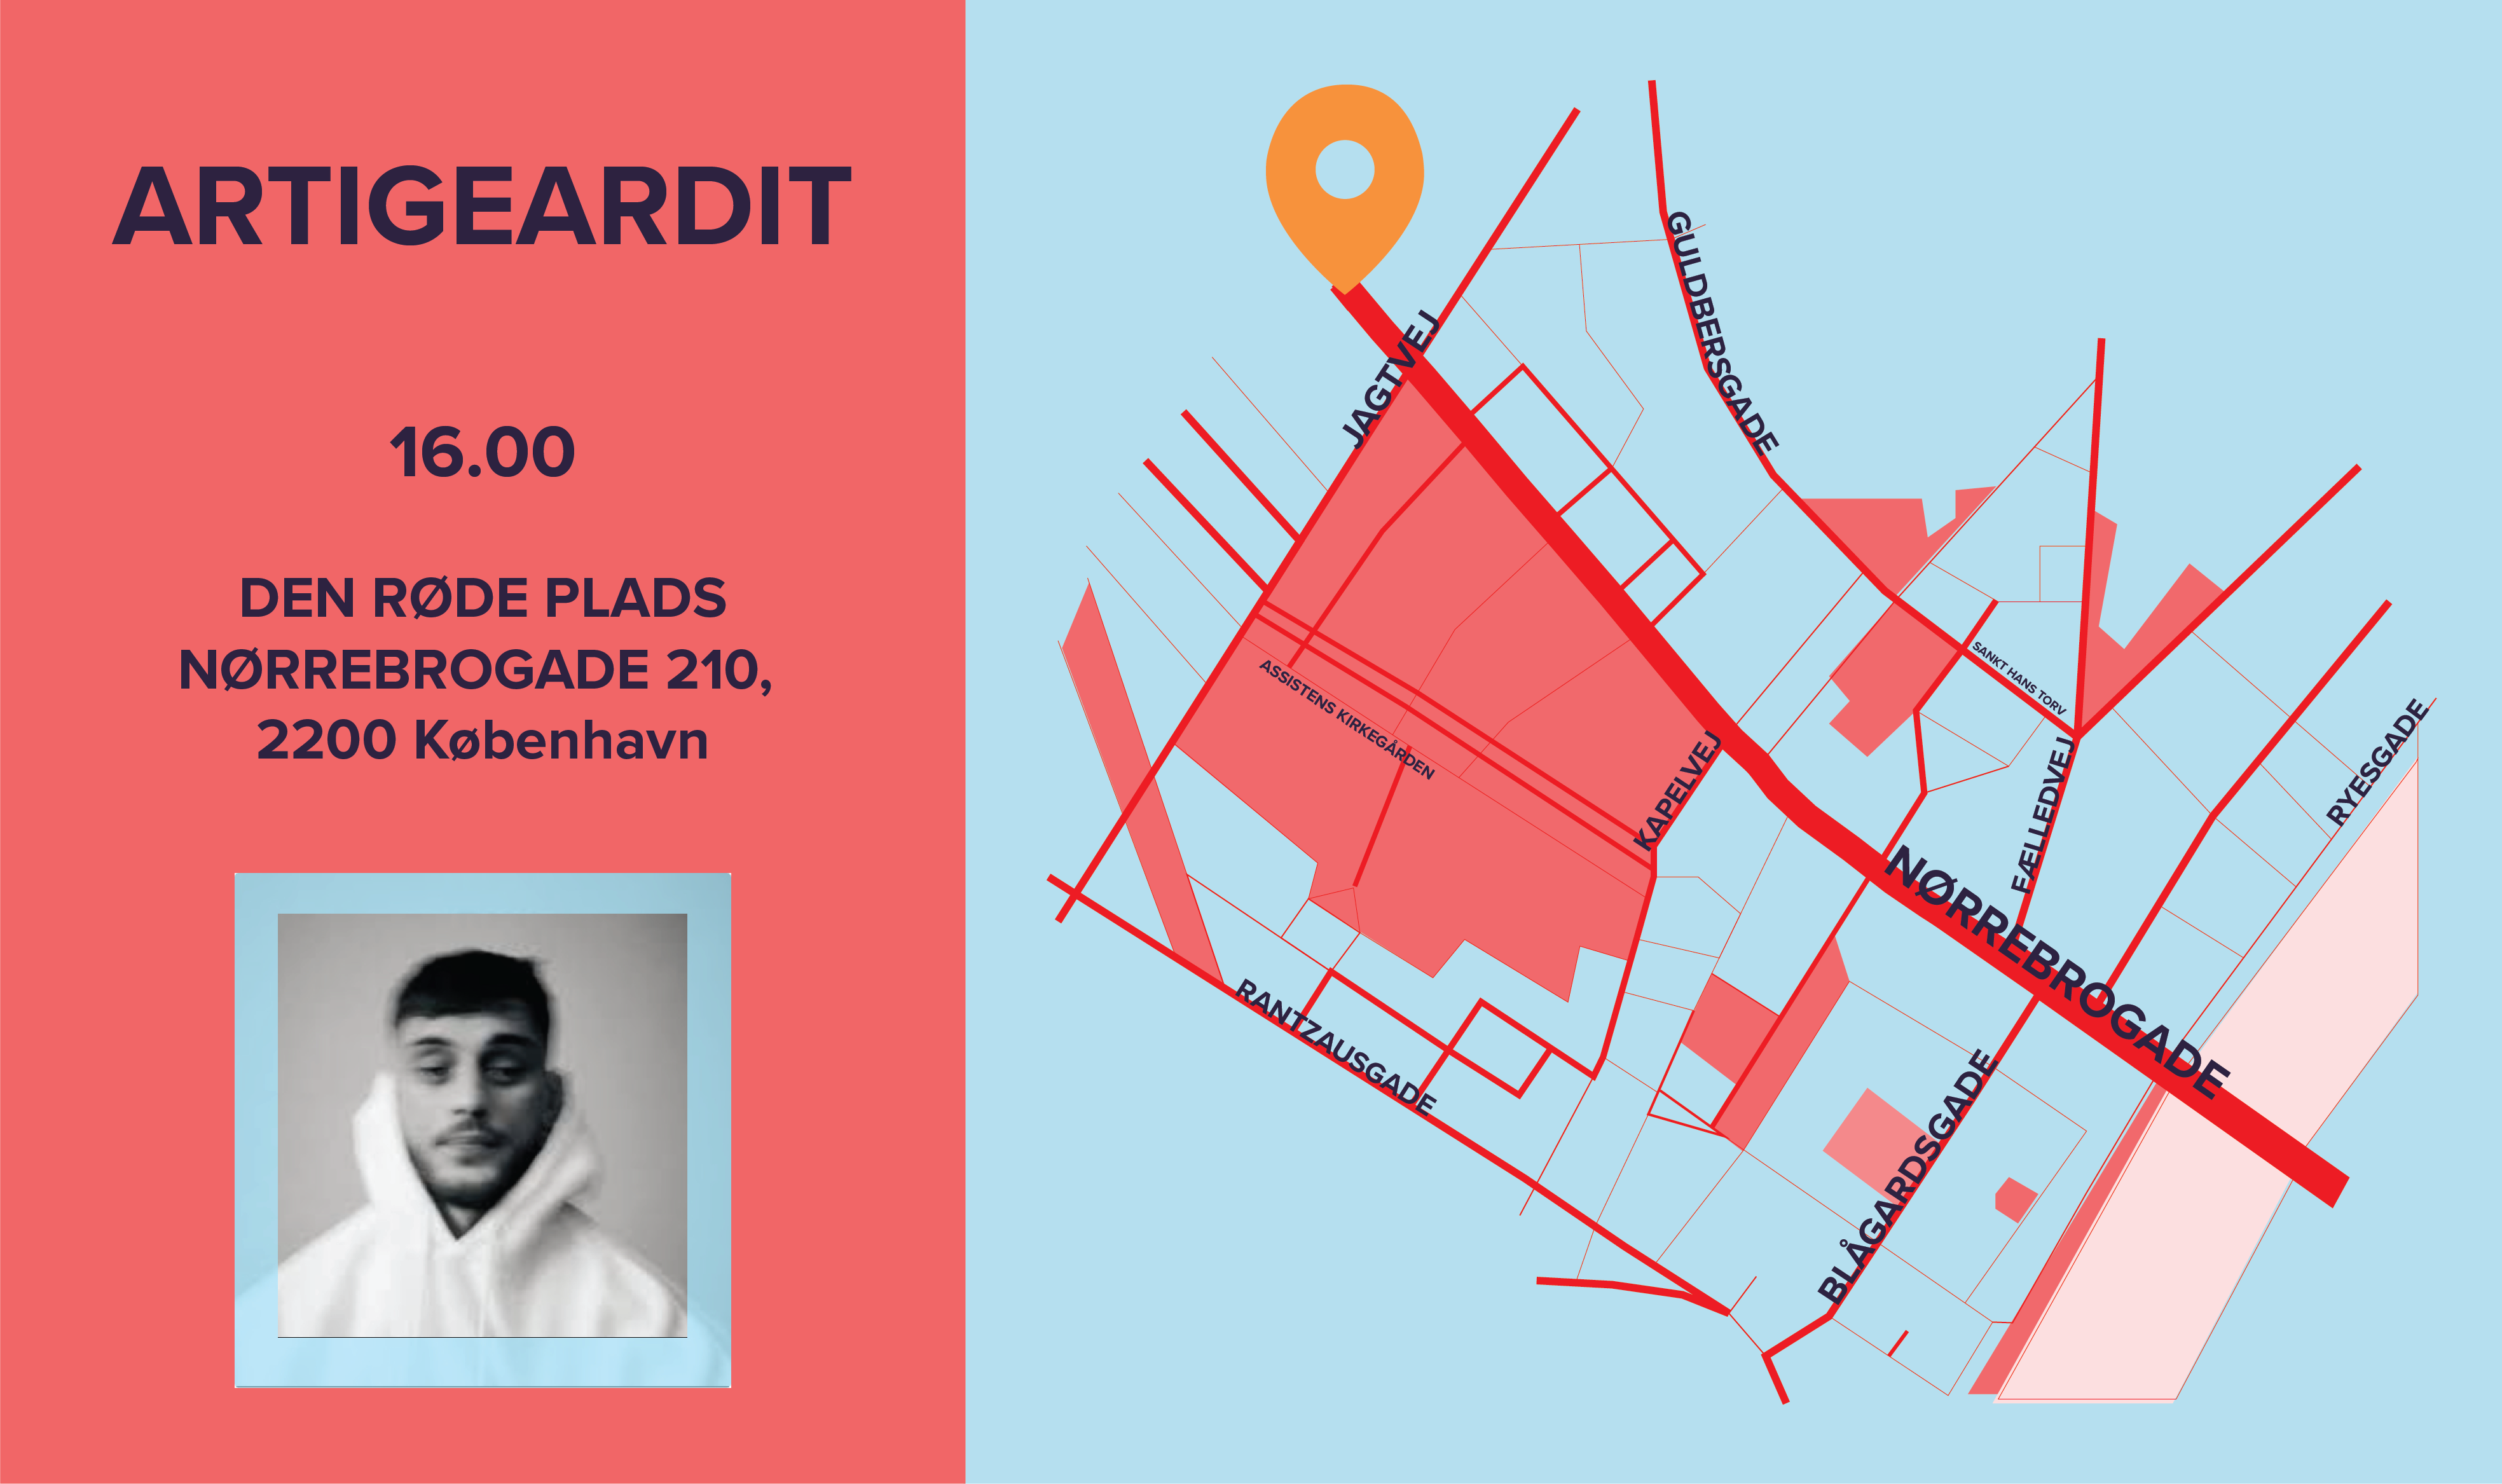 ARTIGEARDIT
16.00
DEN RØDE PLADS
NØRREBROGADE 210,
2200 København
JAGTVEJ
GULDBERSGADE
ASSISTENS KIRKEGÅRDEN
KAPELVEJ
SANKT HANS TORV
FÆLLEDVEJ
RYESGADE
NØRREBROGADE
RANTZAUSGADE
BLÅGARDSGADE